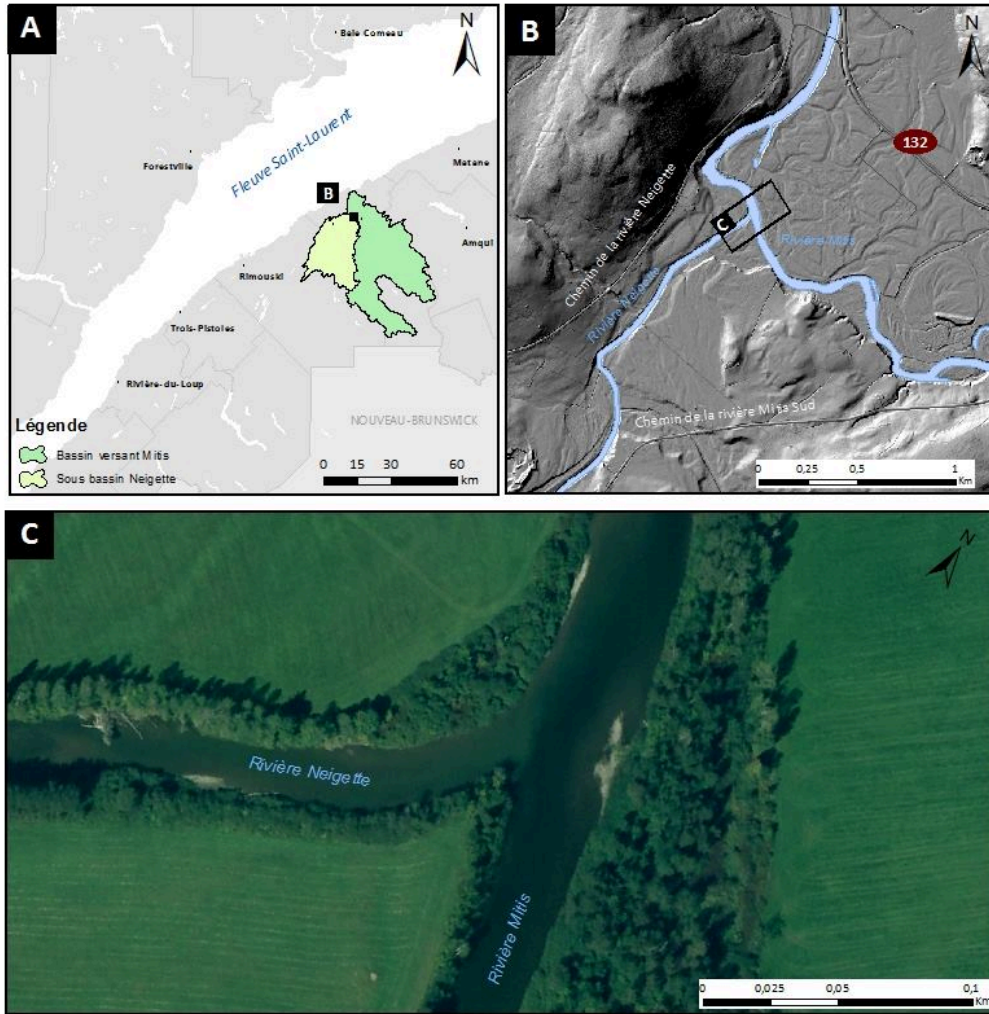 A
N
Baie Comeau
Forestville
Fleuve Saint-Laurent
Matane
B
Amqui
Rimouski
Trois-Pistoles
Rivière-du-Loup
NOUVEAU-BRUNSWICK
Légende
Bassin versant Mitis
Sous bassin Neigette
0 15 30 60
km
B
N
132
Chemin de la rivière Neigette
C
Rivière Mitis
Rivière Neigette
Chemin de la rivière Mitis Sud
0 0,25 0,5 1
Km
C
N
Rivière Neigette
Rivière Mitis
0 0,025 0,05 0,1
Km